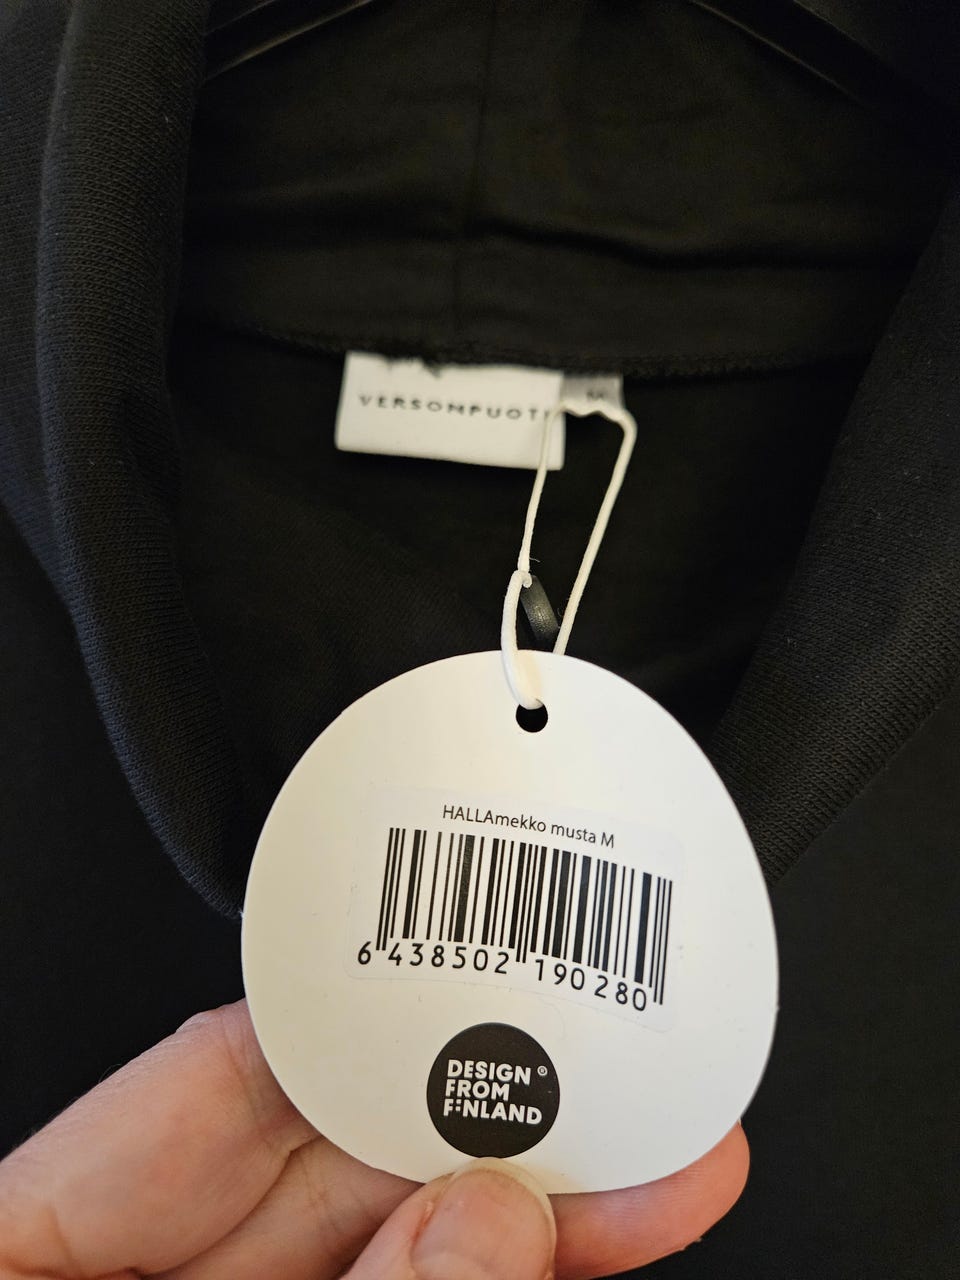 VERSONPUOTI
M
HALLAmekko musta M
6 438502 190280
DESIGN ®
FROM
FINLAND